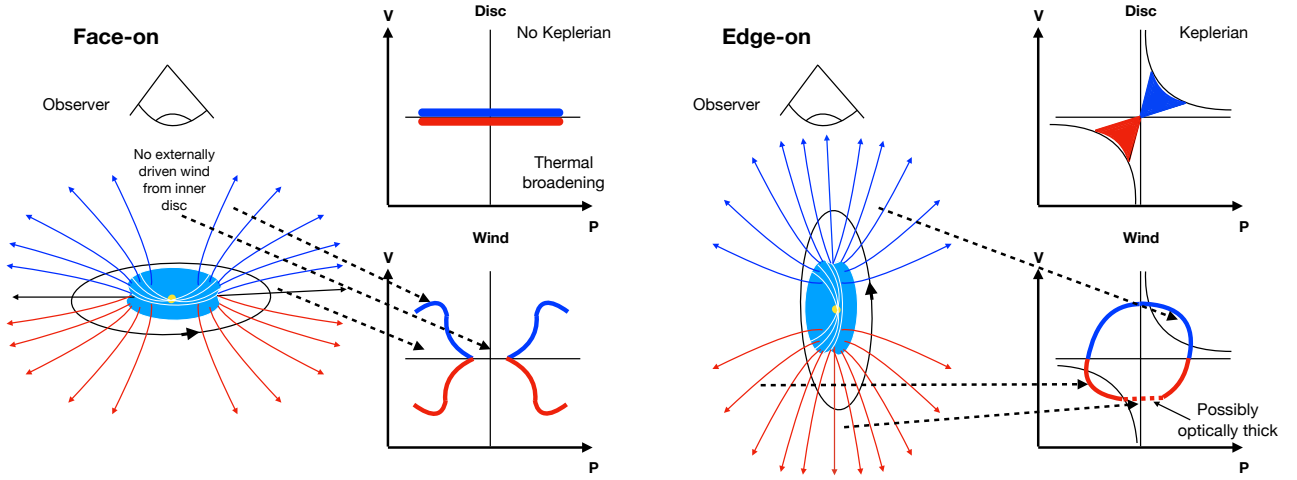 Face-on
Observer
No externally
driven wind
from inner
disc
V
Disc
No Keplerian
Thermal
broadening
P
Wind
V
P
Edge-on
Observer
V
Disc
Keplerian
P
Wind
V
Possibly
optically thick
P